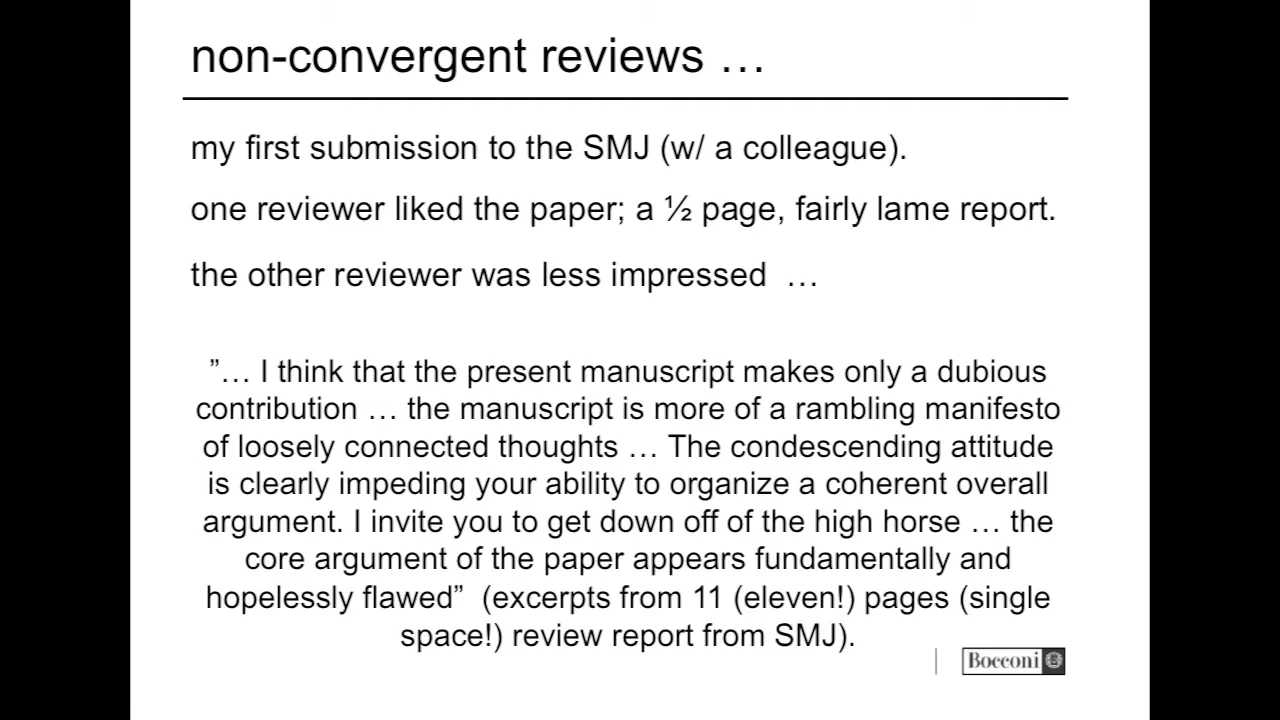 non-convergent reviews …
my first submission to the SMJ (w/ a colleague).
one reviewer liked the paper; a ½ page, fairly lame report.
the other reviewer was less impressed …
”… I think that the present manuscript makes only a dubious
contribution … the manuscript is more of a rambling manifesto
of loosely connected thoughts … The condescending attitude
is clearly impeding your ability to organize a coherent overall
argument. I invite you to get down off of the high horse … the
core argument of the paper appears fundamentally and
hopelessly flawed” (excerpts from 11 (eleven!) pages (single
space!) review report from SMJ).
Bocconi